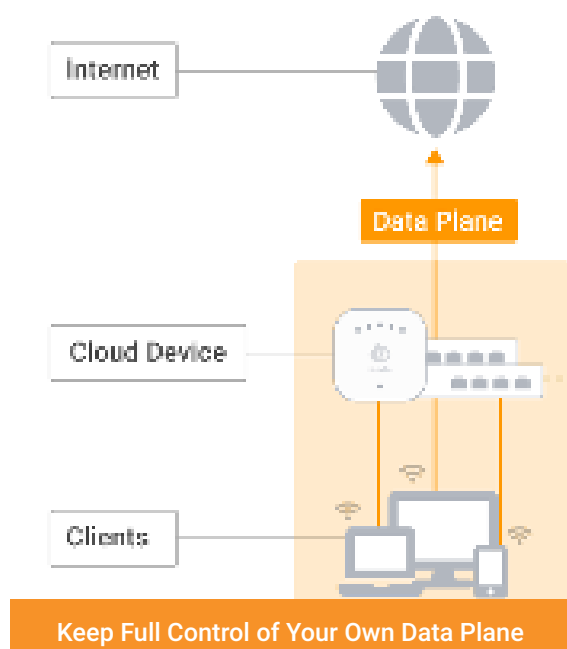 Internet
Data Plane
Cloud Device
Clients
Keep Full Control of Your Own Data Plane